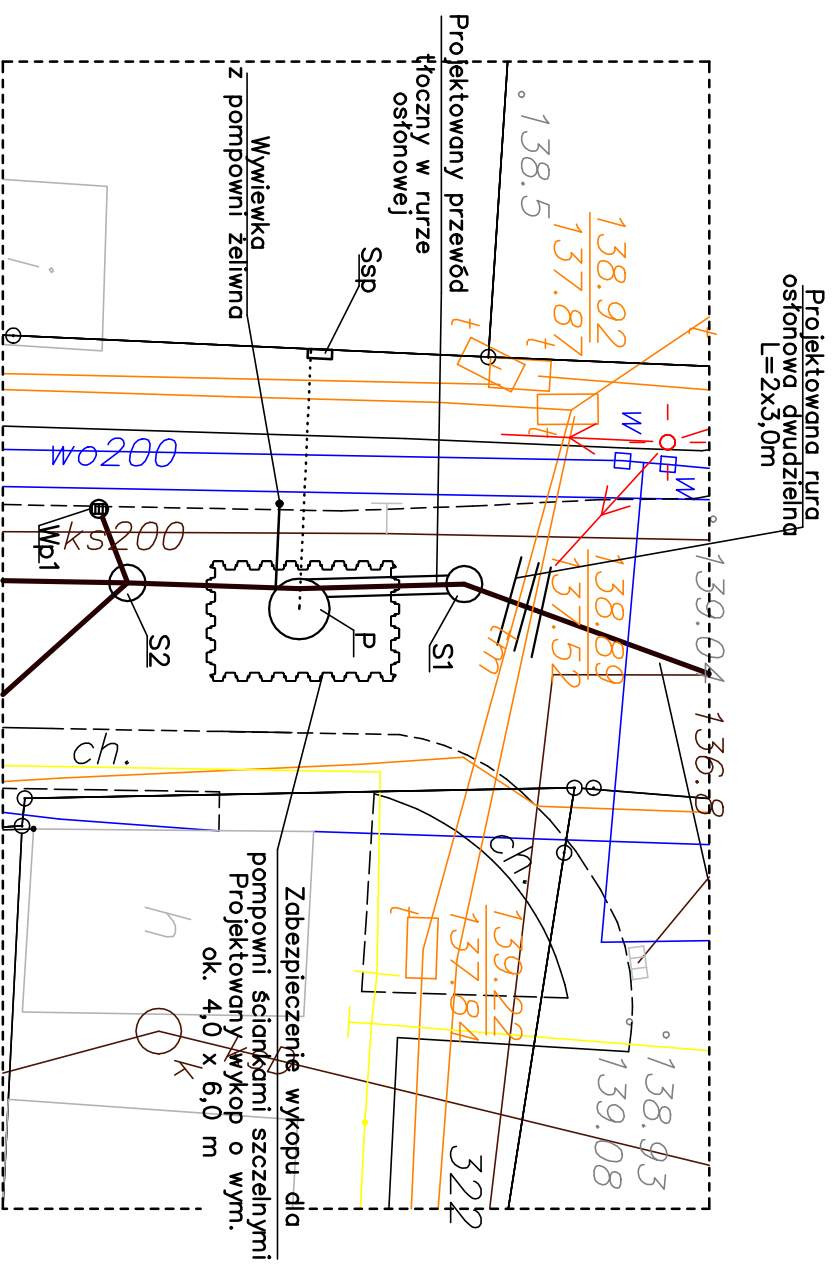 Projektowana rura
osłonowa dwudzielna
L=2x3,0m
Projektowany przewód
tłoczny w rurze
osłonowej
Wywiewka
z pompowni żeliwna
Ssp
138.5
138.92
137.87
t
t
t
t
w
w
wo200
ks200
Wp1
S2
P
S1
tm
138.89
137.52
139.04
136.8
i
ch.
ch.
h
k
t
139.22
137.84
Zabezpieczenie wykopu dla
pompowni ściankami szczelnymi
Projektowany wykop o wym.
ok. 4,0 x 6,0 m
322
138.93
139.08